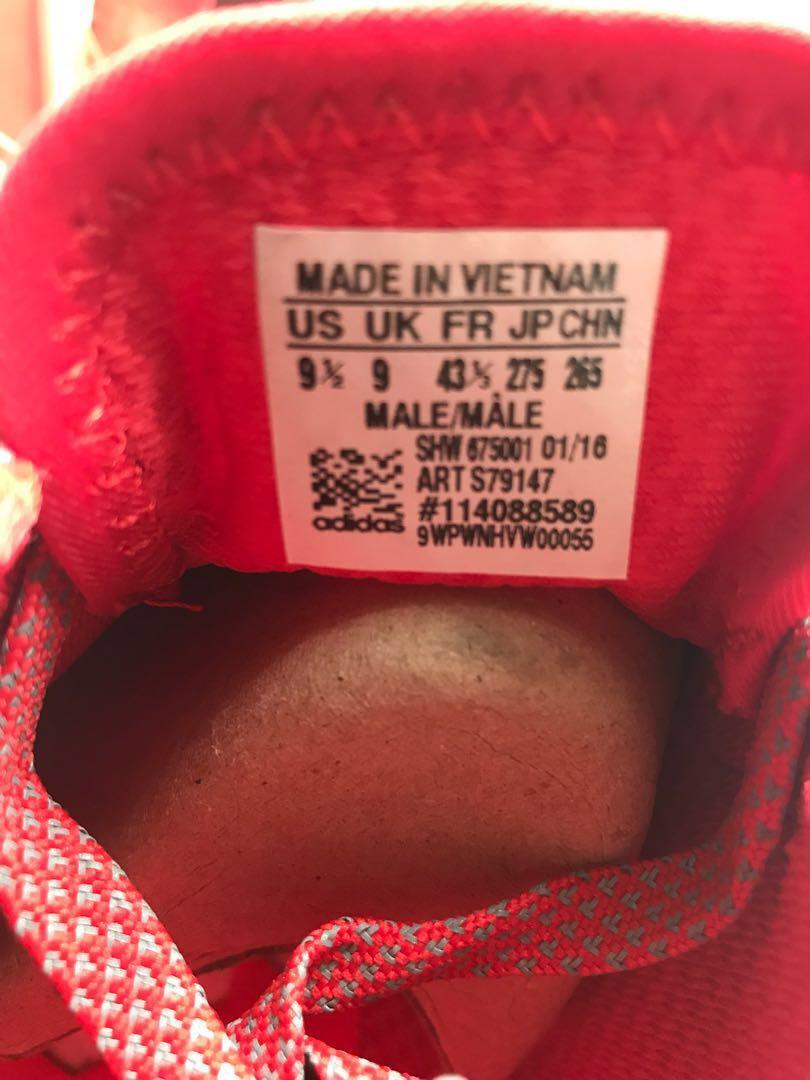 MADE IN VIETNAM
US UK FR JP CHN
9½ 9 43⅓ 275 265
MALE/MÂLE
SHW 675001 01/16
ART S79147
#114088589
adidas
9WPWNHVW00055